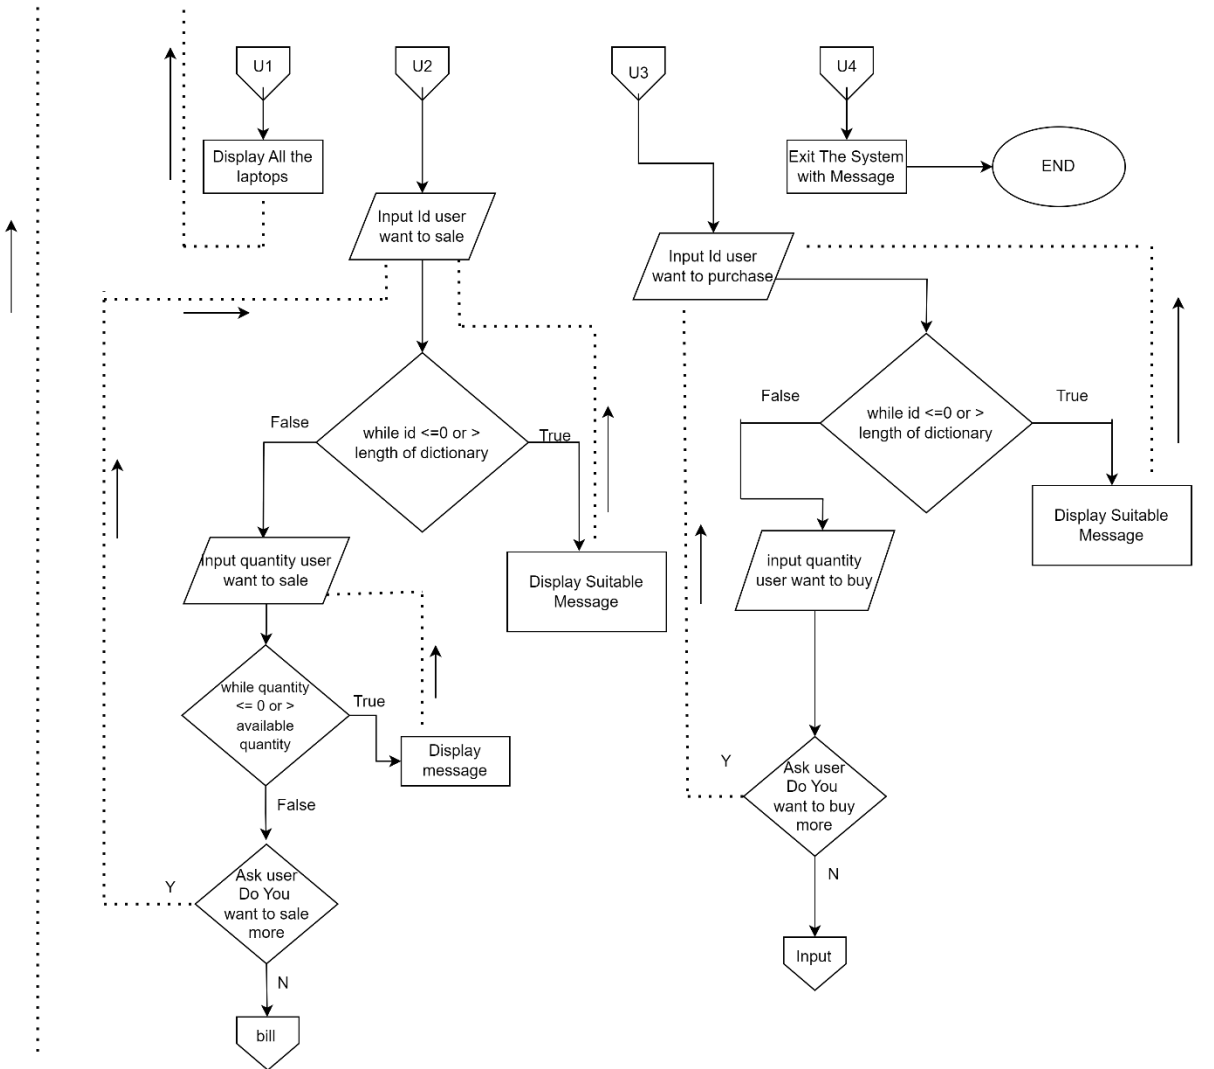 U1
U2
U3
U4
Display All the
laptops
Exit The System
with Message
END
Input Id user
want to sale
Input Id user
want to purchase
False
while id <=0 or >
length of dictionary
True
False
while id <=0 or >
length of dictionary
True
input quantity user
want to sale
Display Suitable
Message
input quantity
user want to buy
Display Suitable
Message
while quantity
<= 0 or >
available
quantity
True
Display
message
False
Y
Ask user
Do You
want to buy
more
N
Y
Ask user
Do You
want to sale
more
N
Input
bill